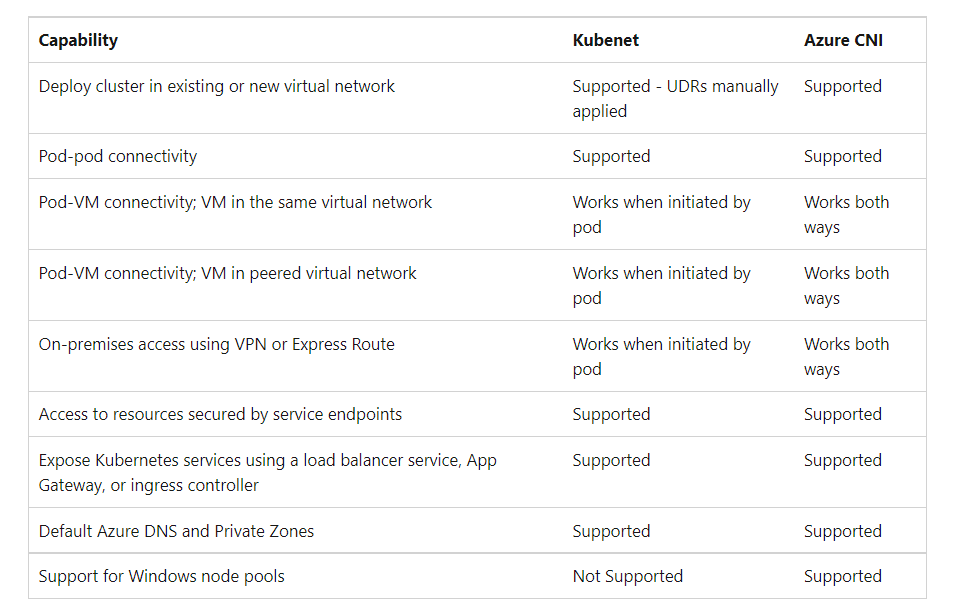 Capability Kubenet Azure CNI
Deploy cluster in existing or new virtual network Supported - UDRs manually Supported
applied
Pod-pod connectivity Supported Supported
Pod-VM connectivity; VM in the same virtual network Works when initiated by Works both
pod ways
Pod-VM connectivity; VM in peered virtual network Works when initiated by Works both
pod ways
On-premises access using VPN or Express Route Works when initiated by Works both
pod ways
Access to resources secured by service endpoints Supported Supported
Expose Kubernetes services using a load balancer service, App Supported Supported
Gateway, or ingress controller
Default Azure DNS and Private Zones Supported Supported
Support for Windows node pools Not Supported Supported